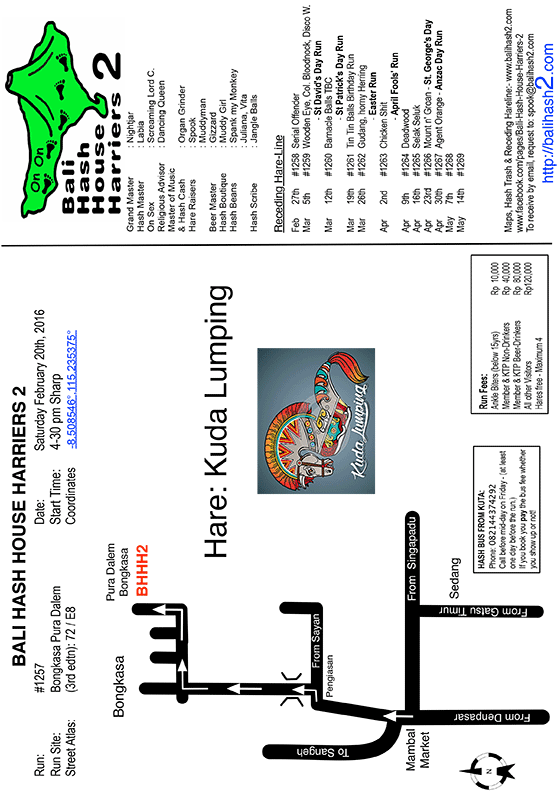 BALI HASH HOUSE HARRIERS 2
Run: #1257
Run Site: Bongkasa Pura Dalem
Street Atlas: (3rd edtn): 72 / E8
Date: Saturday February 20th, 2016
Start Time: 4-30 pm Sharp
Coordinates -8.508546°,115.235375°
Hare: Kuda Lumping
Kuda Lumping
Bongkasa
Pura Dalem
Bongkasa
BHHH2
From Sayan
Pengiasan
To Sangeh
Mambal
Market
From Denpasar
From Singapadu
Sedang
From Gatsu Timur
N
HASH BUS FROM KUTA:
Phone: 082144374292
Call before mid-day on Friday - (at least
one day before the run.)
If you book you pay the bus fee whether
you show up or not!
Run Fees:
Ankle Biters (below 15yrs) Rp 10,000
Member & KTP Non-Drinkers Rp 40,000
Member & KTP Beer-Drinkers Rp 80,000
All other Visitors Rp120,000
Hares free - Maximum 4
On On
Bali
Hash
House
Harriers 2
Grand Master : Nightjar
Hash Master : Labia
On Sex : Screaming Lord C.
Religious Advisor : Dancing Queen
Master of Music
& Hash Cash : Organ Grinder
Hare Raisers : Spook
: Muddyman
Beer Master : Gizzard
Hash Boutique : Muddy Girl
Hash Beans : Spank my Monkey
: Juliana, Vita
Hash Scribe : Jangle Balls
Receding Hare-Line
Feb 27th #1258 Serial Offender
Mar 5th #1259 Wooden Eye, Col. Bloodnock, Disco W.
- St David's Day Run
Mar 12th #1260 Barnacle Balls TBC
- St Patrick's Day Run
Mar 19th #1261 Tin Tin Balls Birthday Run
Mar 26th #1262 Gudang, horny Herring
- Easter Run
Apr 2nd #1263 Chicken Shit
- April Fools' Run
Apr 9th #1264 Deadwood
Apr 16th #1265 Selak Seluk
Apr 23rd #1266 Mount n' Groan - St. George's Day
Apr 30th #1267 Agent Orange - Anzac Day Run
May 7th #1268
May 14th #1269
Maps, Hash Trash & Receding Hareline:- www.balihash2.com
www.facebook.com/pages/Bali-Hash-House-Harriers-2
To receive by email, request to: spook@balihash2.com
http://balihash2.com